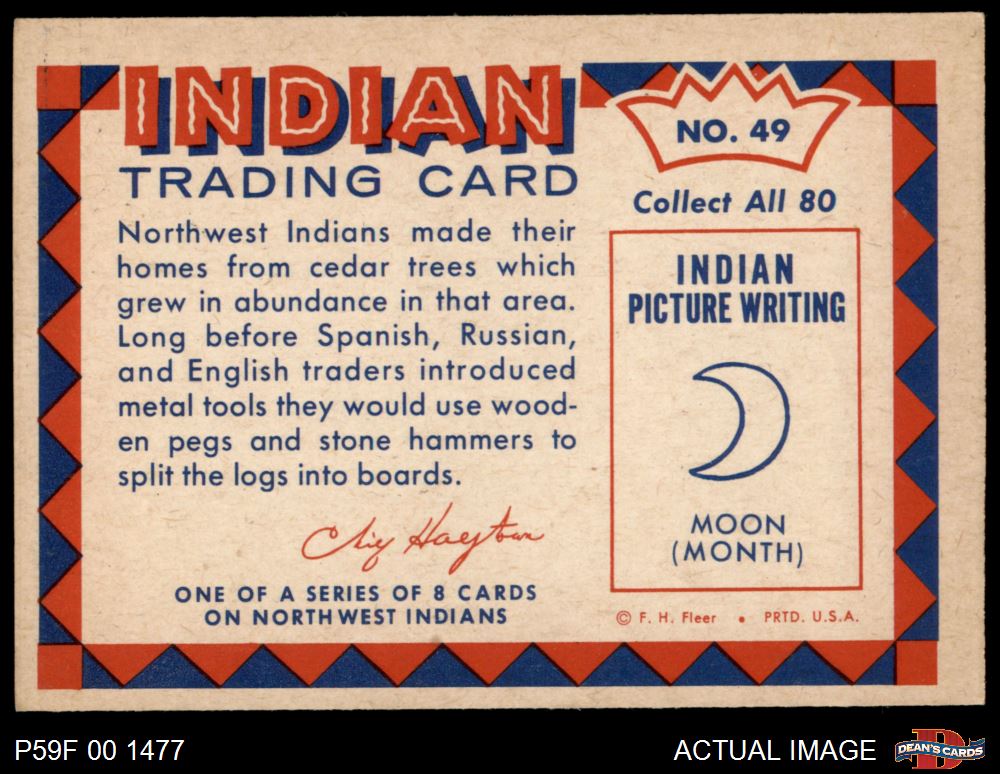 INDIAN
TRADING CARD
Northwest Indians made their
homes from cedar trees which
grew in abundance in that area.
Long before Spanish, Russian,
and English traders introduced
metal tools they would use wood-
en pegs and stone hammers to
split the logs into boards.
Chief Hagstrom
ONE OF A SERIES OF 8 CARDS
ON NORTHWEST INDIANS
NO. 49
Collect All 80
INDIAN
PICTURE WRITING
MOON
(MONTH)
© F. H. Fleer • PRTD. U.S.A.
P59F 00 1477
ACTUAL IMAGE
DEAN'S CARDS